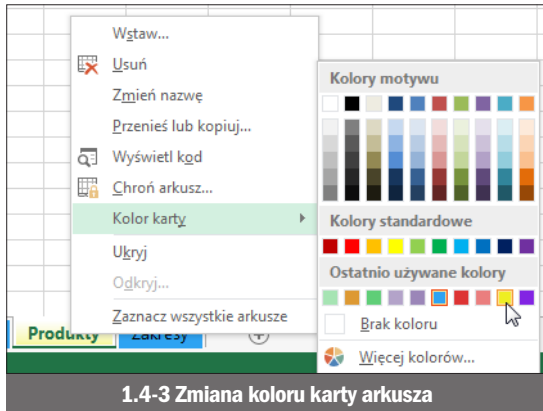 Wstaw...
Usuń
Zmień nazwę
Przenieś lub kopiuj...
Wyświetl kod
Chroń arkusz...
Kolor karty
Ukryj
Odkryj...
Zaznacz wszystkie arkusze
Kolory motywu
Kolory standardowe
Ostatnio używane kolory
Brak koloru
Więcej kolorów...
Produkty
Zakresy
1.4-3 Zmiana koloru karty arkusza